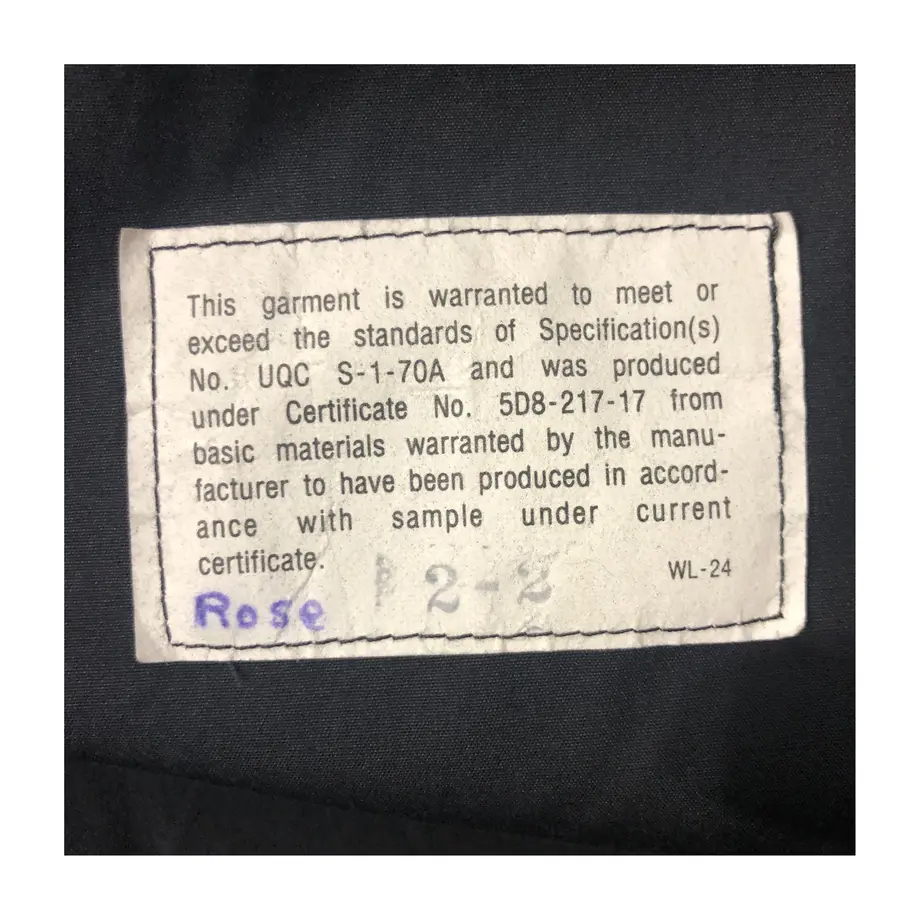 This garment is warranted to meet or
exceed the standards of Specification(s)
No. UQC S-1-70A and was produced
under Certificate No. 5D8-217-17 from
basic materials warranted by the manu-
facturer to have been produced in accord-
ance with sample under current
certificate.
2-2 WL-24
Rose